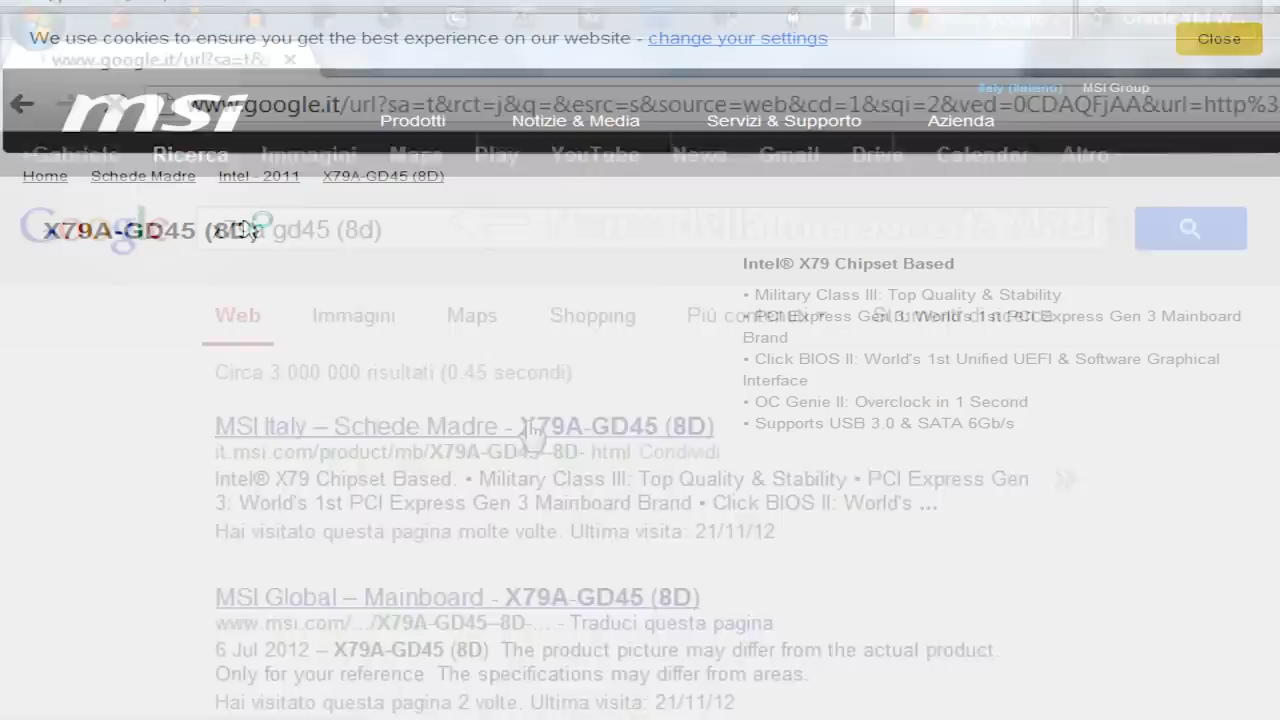 We use cookies to ensure you get the best experience on our website - change your settings
Close
www.google.it/url?sa=t&
Italy (italiano) MSI Group
www.google.it/url?sa=t&rct=j&q=&esrc=s&source=web&cd=1&sqi=2&ved=0CDAQFjAA&url=http%3
msi
Prodotti Notizie & Media Servizi & Supporto Azienda
+Gabriele Ricerca Immagini Maps Play YouTube News Gmail Drive Calendar Altro
Home Schede Madre Intel - 2011 X79A-GD45 (8D)
Google
X79A-GD45 (8D)
gd45 (8d)
Intel® X79 Chipset Based
• Military Class III: Top Quality & Stability
• PCI Express Gen 3: World's 1st PCI Express Gen 3 Mainboard
Brand
• Click BIOS II: World's 1st Unified UEFI & Software Graphical
Interface
• OC Genie II: Overclock in 1 Second
• Supports USB 3.0 & SATA 6Gb/s
Web Immagini Maps Shopping
Circa 3 000 000 risultati (0.45 secondi)
MSI Italy – Schede Madre - X79A-GD45 (8D)
it.msi.com/product/mb/X79A-GD45--8D- html Condividi
Intel® X79 Chipset Based. • Military Class III: Top Quality & Stability • PCI Express Gen
3: World's 1st PCI Express Gen 3 Mainboard Brand • Click BIOS II: World's ...
Hai visitato questa pagina molte volte. Ultima visita: 21/11/12
MSI Global – Mainboard - X79A-GD45 (8D)
www.msi.com/.../X79A-GD45--8D-... - Traduci questa pagina
6 Jul 2012 – X79A-GD45 (8D) The product picture may differ from the actual product.
Only for your reference The specifications may differ from areas.
Hai visitato questa pagina 2 volte. Ultima visita: 21/11/12